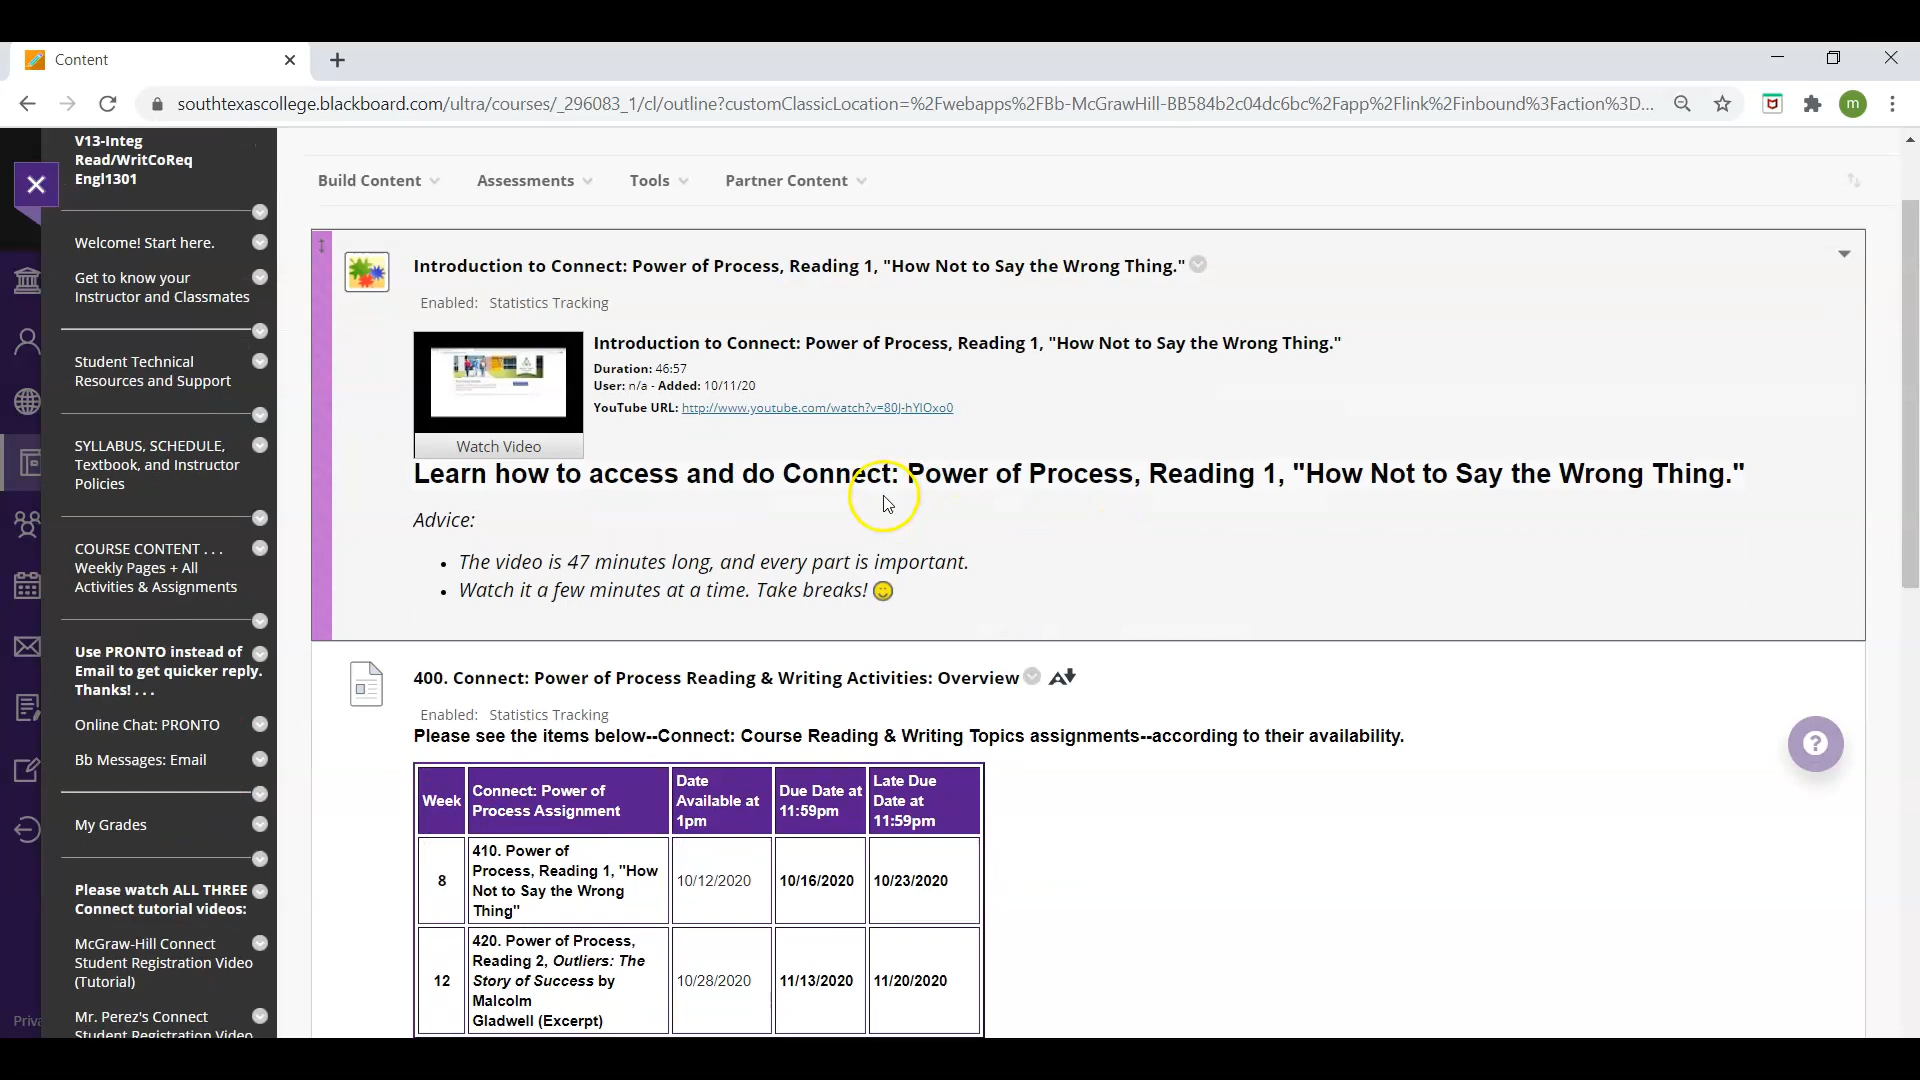 Content
southtexascollege.blackboard.com/ultra/courses/_296083_1/cl/outline?customClassicLocation=%2Fwebapps%2FBb-McGrawHill-BB584b2c04dc6bc%2Fapp%2Flink%2Finbound%3Faction%3D...
m
V13-Integ
Read/WritCoReq
Engl1301
Welcome! Start here.
Get to know your
Instructor and Classmates
Student Technical
Resources and Support
SYLLABUS, SCHEDULE,
Textbook, and Instructor
Policies
COURSE CONTENT . . .
Weekly Pages + All
Activities & Assignments
Use PRONTO instead of
Email to get quicker reply.
Thanks! . . .
Online Chat: PRONTO
Bb Messages: Email
My Grades
Please watch ALL THREE
Connect tutorial videos:
McGraw-Hill Connect
Student Registration Video
(Tutorial)
Mr. Perez's Connect
Student Registration Video
Priva
Build Content
Assessments
Tools
Partner Content
Introduction to Connect: Power of Process, Reading 1, "How Not to Say the Wrong Thing."
Enabled: Statistics Tracking
Introduction to Connect: Power of Process, Reading 1, "How Not to Say the Wrong Thing."
Duration: 46:57
User: n/a - Added: 10/11/20
YouTube URL: http://www.youtube.com/watch?v=80J-hYlOxo0
Watch Video
Learn how to access and do Connect: Power of Process, Reading 1, "How Not to Say the Wrong Thing."
Advice:
• The video is 47 minutes long, and every part is important.
• Watch it a few minutes at a time. Take breaks!
400. Connect: Power of Process Reading & Writing Activities: Overview
Enabled: Statistics Tracking
Please see the items below--Connect: Course Reading & Writing Topics assignments--according to their availability.
Week
Connect: Power of
Process Assignment
Date
Available at
1pm
Due Date at
11:59pm
Late Due
Date at
11:59pm
8
410. Power of
Process, Reading 1, "How
Not to Say the Wrong
Thing"
10/12/2020
10/16/2020
10/23/2020
12
420. Power of Process,
Reading 2, Outliers: The
Story of Success by
Malcolm
Gladwell (Excerpt)
10/28/2020
11/13/2020
11/20/2020